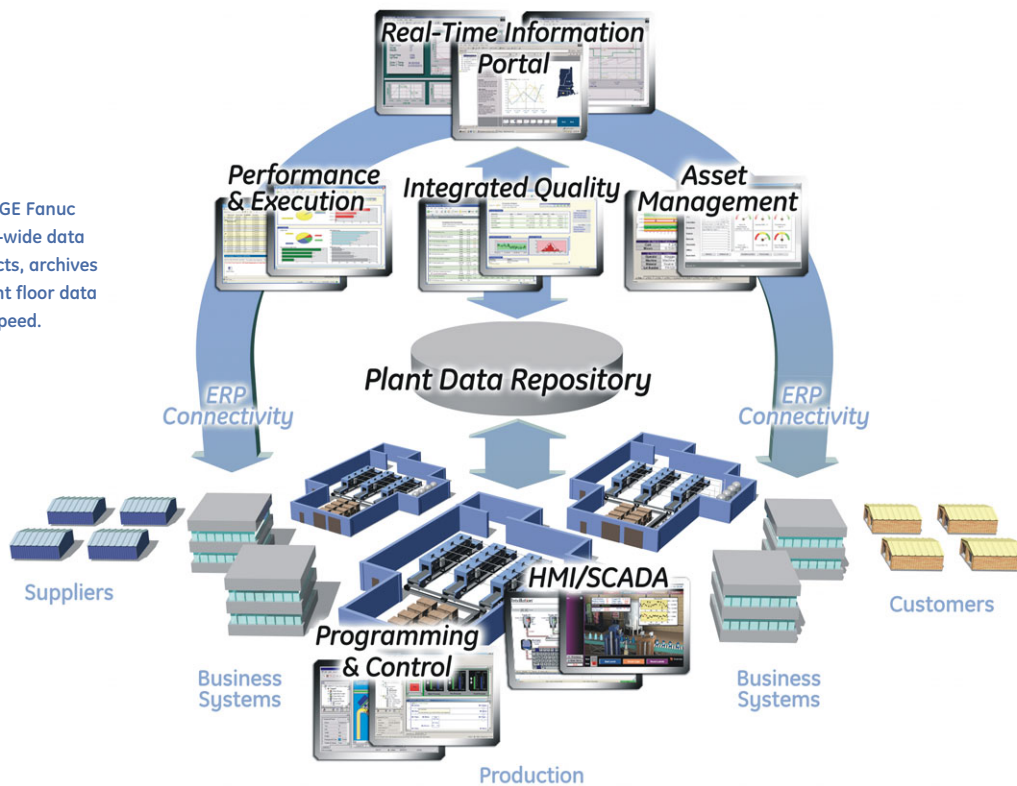 Real-Time Information
Portal
Performance
& Execution
Integrated Quality
Asset
Management
GE Fanuc
-wide data
cts, archives
nt floor data
peed.
Plant Data Repository
ERP
Connectivity
ERP
Connectivity
Suppliers
Customers
HMI/SCADA
Programming
& Control
Business
Systems
Business
Systems
Production